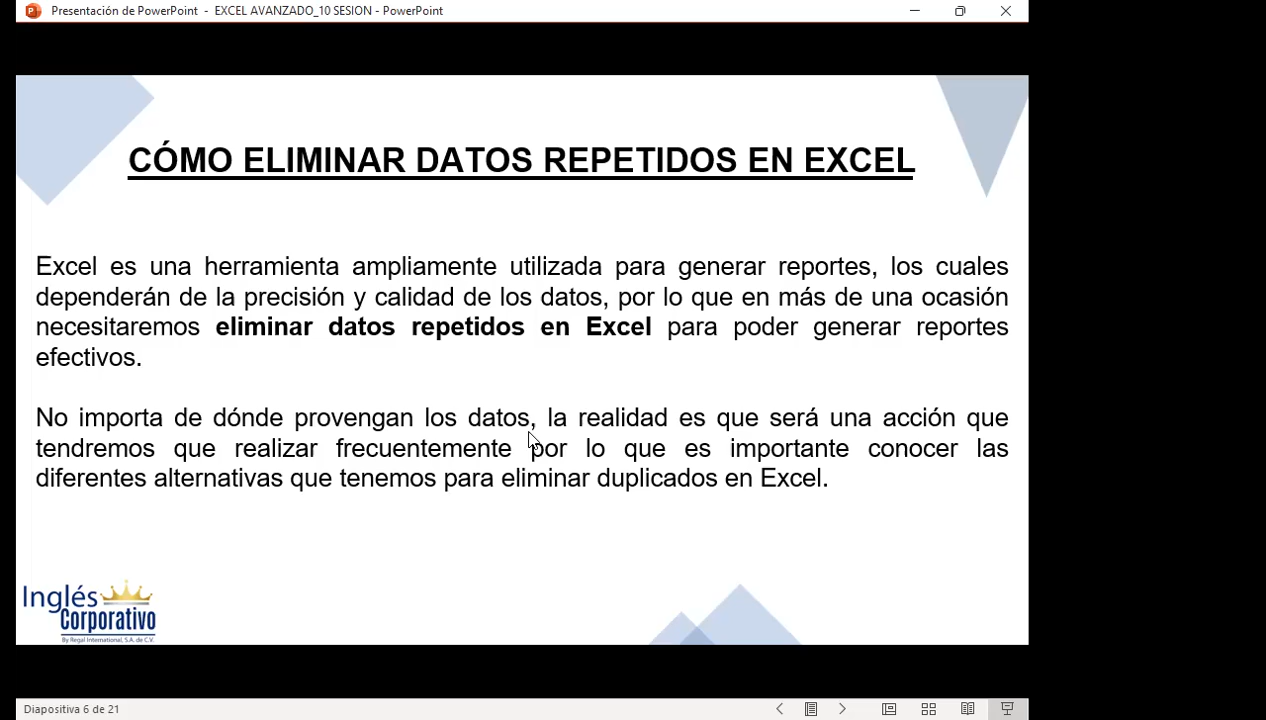 Presentación de PowerPoint - EXCEL AVANZADO_10 SESION - PowerPoint
CÓMO ELIMINAR DATOS REPETIDOS EN EXCEL
Excel es una herramienta ampliamente utilizada para generar reportes, los cuales
dependerán de la precisión y calidad de los datos, por lo que en más de una ocasión
necesitaremos eliminar datos repetidos en Excel para poder generar reportes
efectivos.
No importa de dónde provengan los datos, la realidad es que será una acción que
tendremos que realizar frecuentemente por lo que es importante conocer las
diferentes alternativas que tenemos para eliminar duplicados en Excel.
Inglés
Corporativo
By Regal International, S.A. de C.V.
Diapositiva 6 de 21